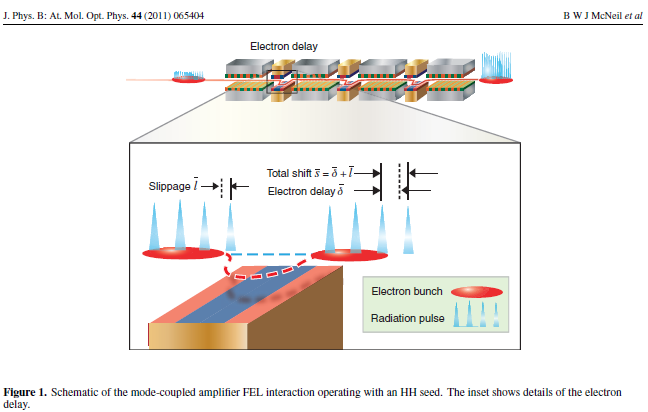 J. Phys. B: At. Mol. Opt. Phys. 44 (2011) 065404 B W J McNeil et al
Electron delay
Total shift s̄ = δ̄ + l̄
Slippage l̄
Electron delay δ̄
Electron bunch
Radiation pulse
Figure 1. Schematic of the mode-coupled amplifier FEL interaction operating with an HH seed. The inset shows details of the electron
delay.